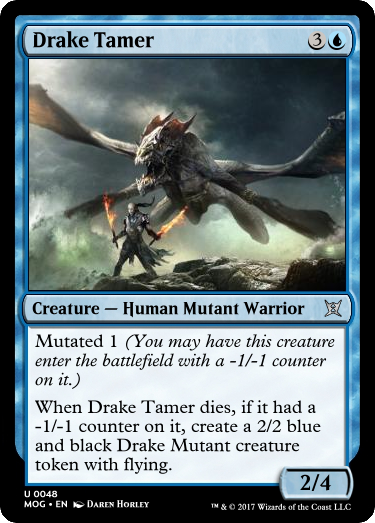 Drake Tamer 3
Creature — Human Mutant Warrior
Mutated 1 (You may have this creature
enter the battlefield with a -1/-1 counter
on it.)
When Drake Tamer dies, if it had a
-1/-1 counter on it, create a 2/2 blue
and black Drake Mutant creature
token with flying.
2/4
U 0048
MOG • EN DAREN HORLEY
™ & © 2017 Wizards of the Coast LLC